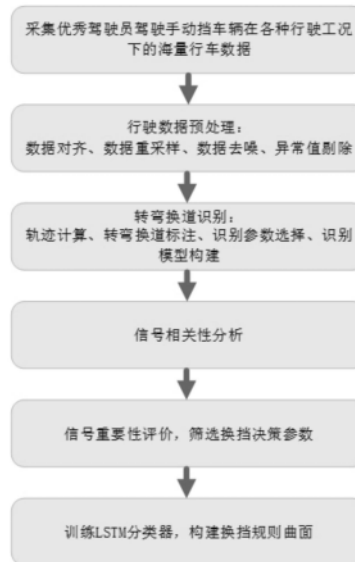 采集优秀驾驶员驾驶手动挡车辆在各种行驶工况
下的海量行车数据
行驶数据预处理：
数据对齐、数据重采样、数据去噪、异常值剔除
转弯换道识别：
轨迹计算、转弯换道标注、识别参数选择、识别
模型构建
信号相关性分析
信号重要性评价，筛选换挡决策参数
训练LSTM分类器，构建换挡规则曲面